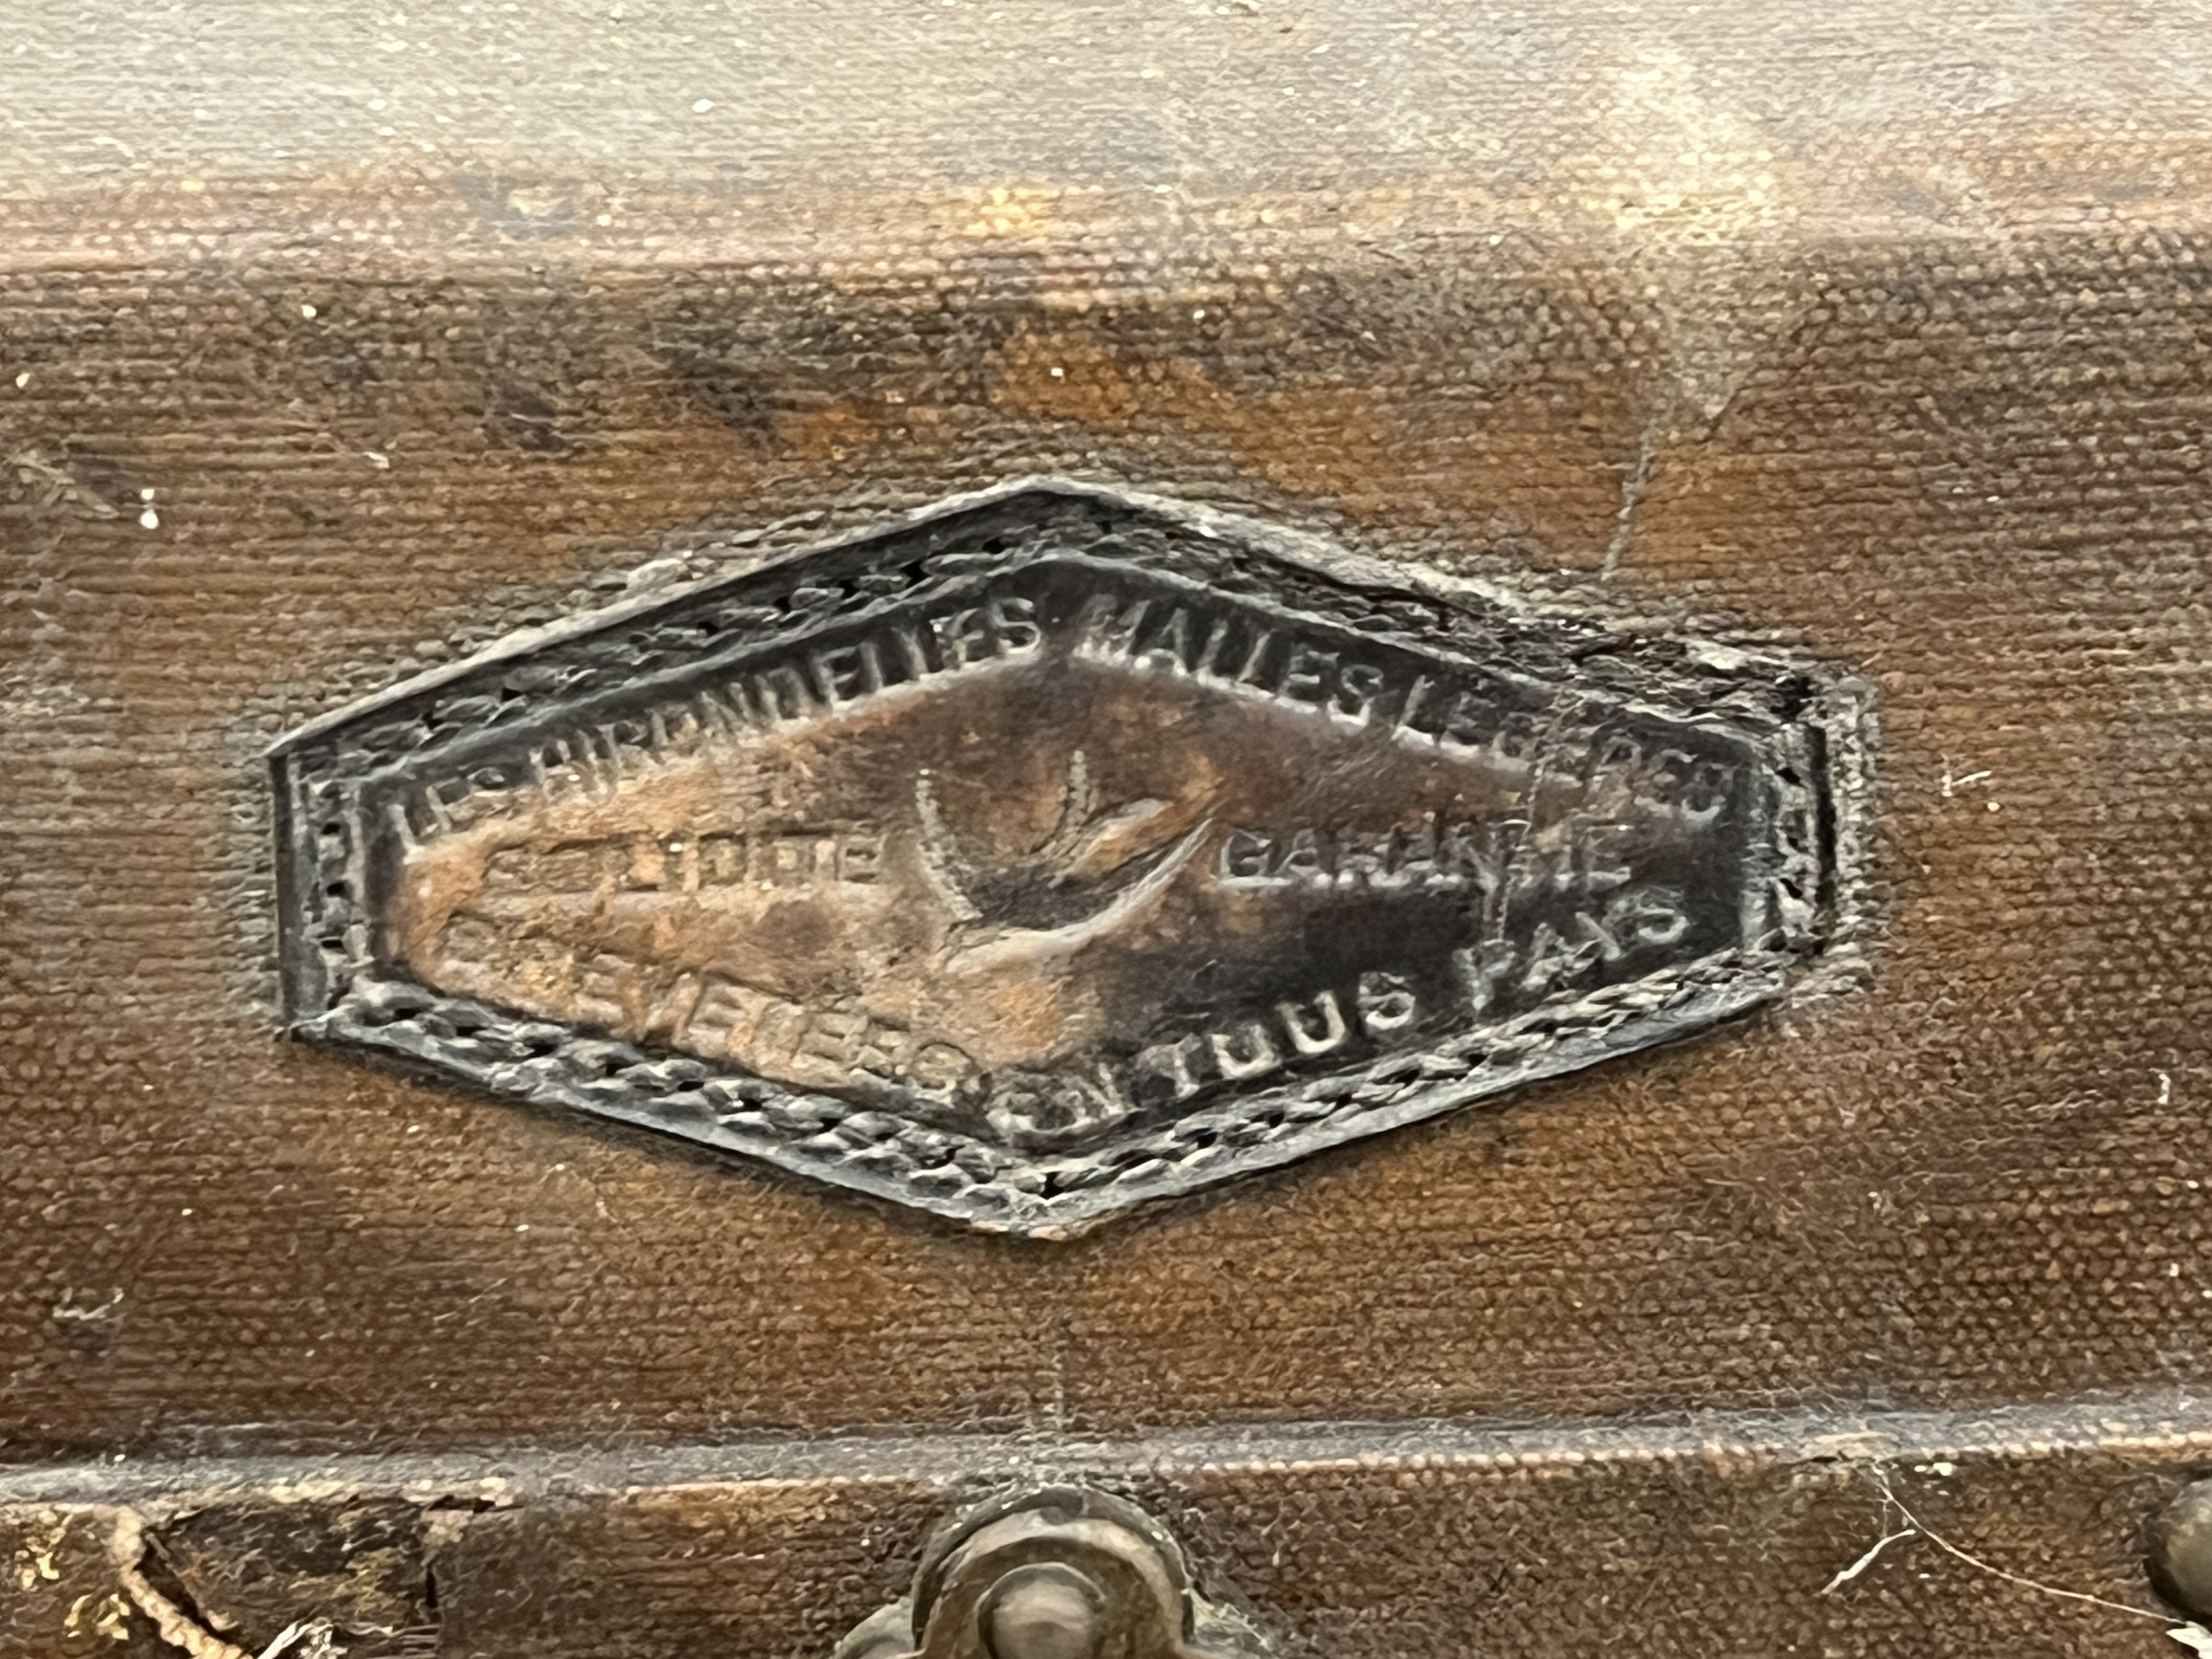 LES HIRONDELLES MALLES LEGERES
SOLIDITE GARANTIE
BREVETEES EN TOUS PAYS